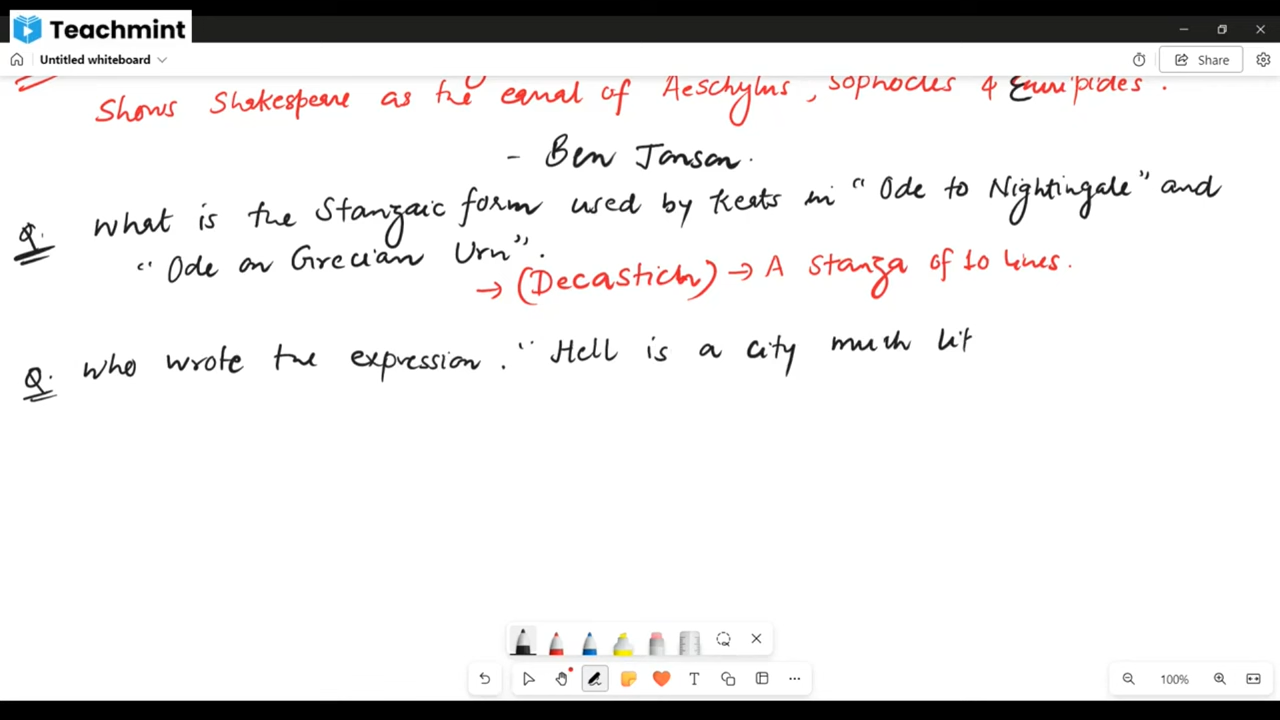 Teachmint
Untitled whiteboard
Share
Shows Shakespeare as the equal of Aeschylus, Sophocles & Euripides.
- Ben Jonson.
Q. What is the Stanzaic form used by Keats in "Ode to Nightingale" and
"Ode on Grecian Urn".
→ (Decastich) → A stanza of 10 lines.
Q. Who wrote the expression. "Hell is a city much lik
T
100%